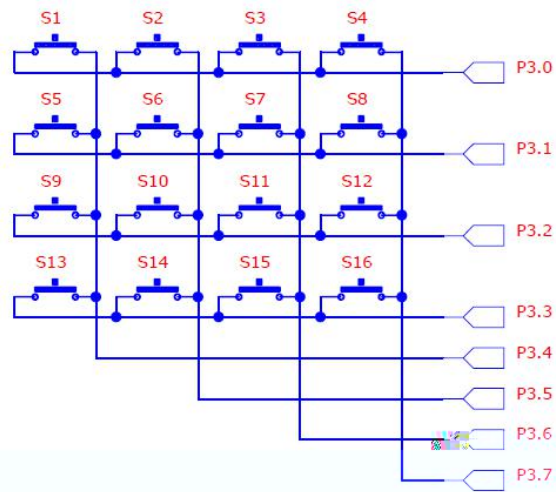 S1 S2 S3 S4
P3.0
S5 S6 S7 S8
P3.1
S9 S10 S11 S12
P3.2
S13 S14 S15 S16
P3.3
P3.4
P3.5
P3.6
P3.7